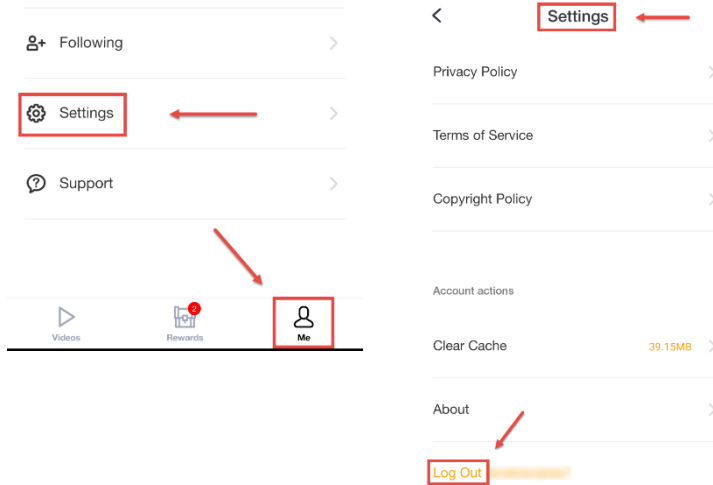 Following
Settings
Support
2
Videos
Rewards
Me
Settings
Privacy Policy
Terms of Service
Copyright Policy
Account actions
Clear Cache
39.15MB
About
Log Out